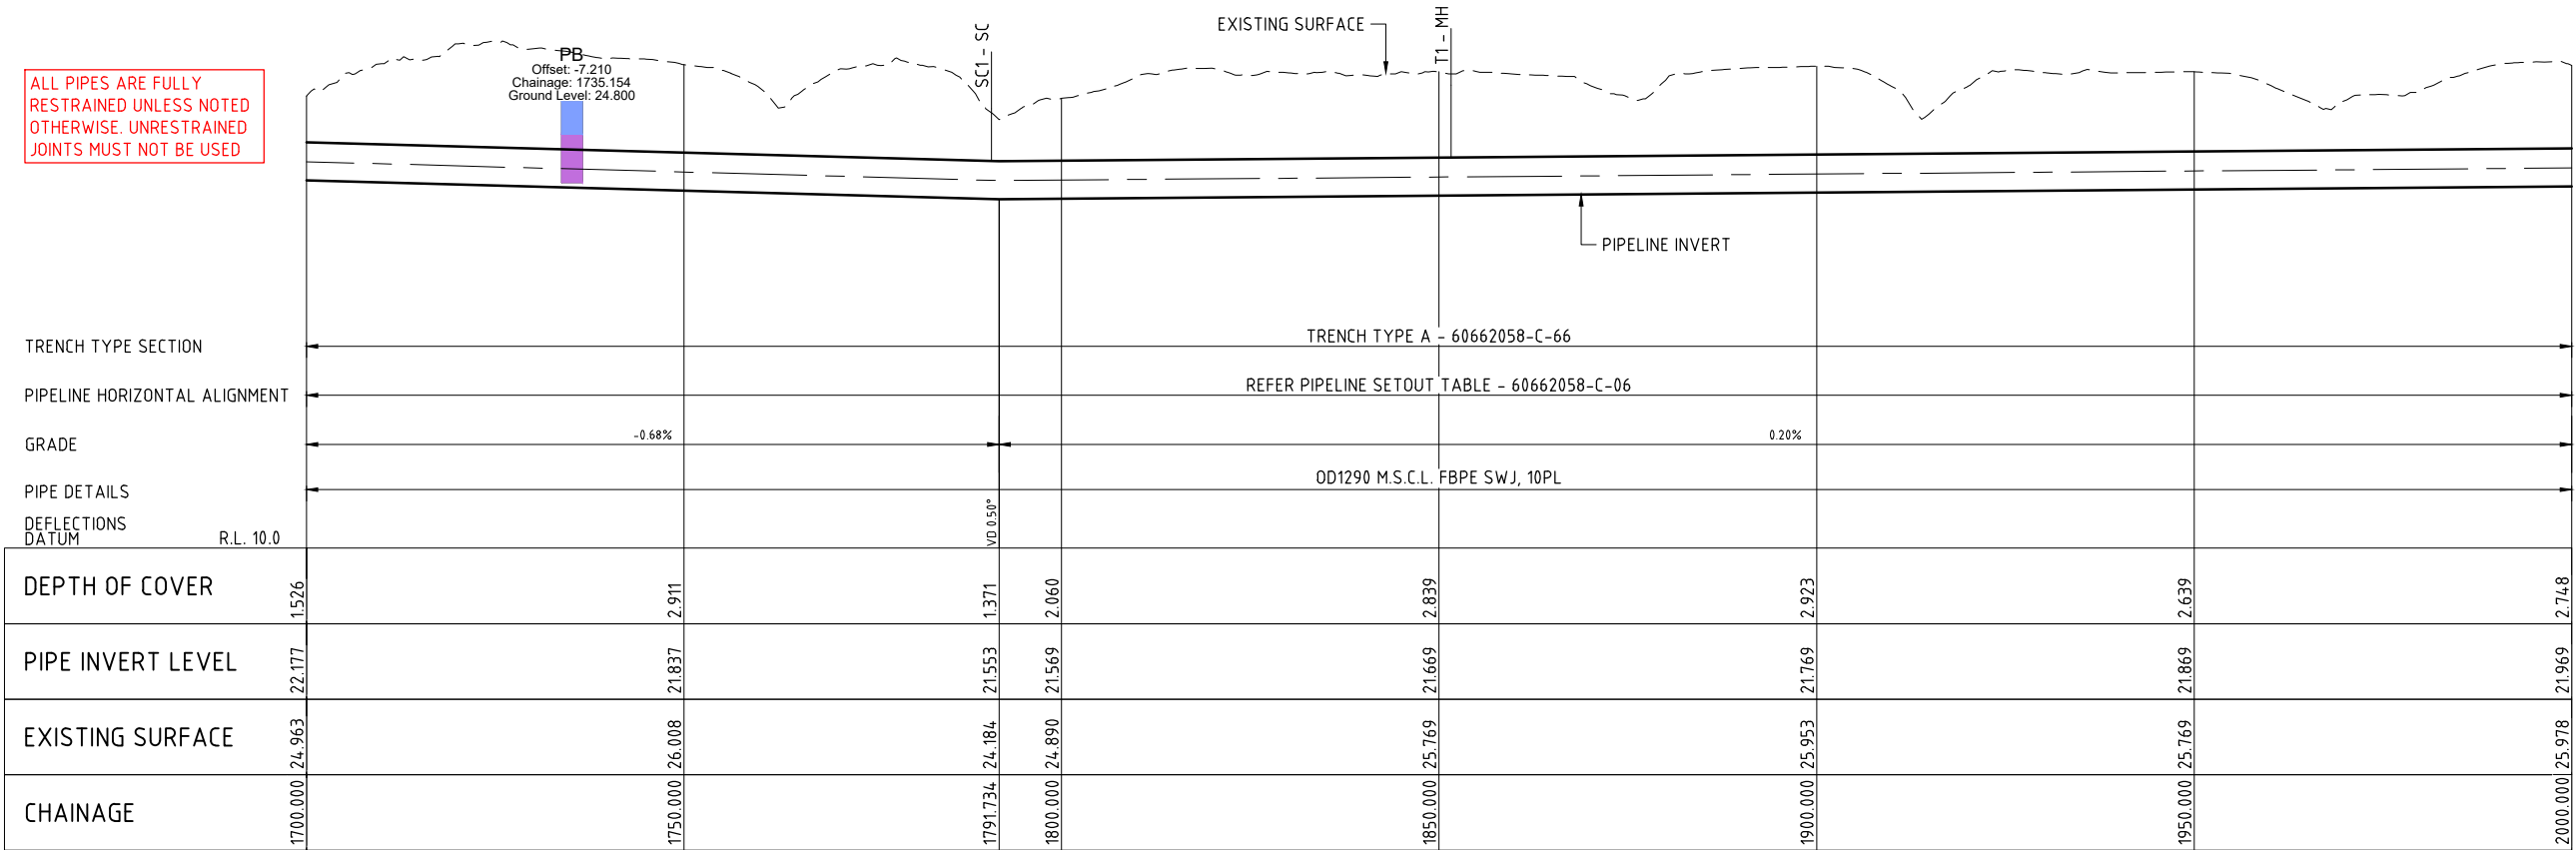 EXISTING SURFACE
SC1 - SC
T1 - MH
ALL PIPES ARE FULLY
RESTRAINED UNLESS NOTED
OTHERWISE. UNRESTRAINED
JOINTS MUST NOT BE USED
PB
Offset: -7.210
Chainage: 1735.154
Ground Level: 24.800
PIPELINE INVERT
TRENCH TYPE SECTION
TRENCH TYPE A - 60662058-C-66
PIPELINE HORIZONTAL ALIGNMENT
REFER PIPELINE SETOUT TABLE - 60662058-C-06
GRADE
-0.68%
0.20%
PIPE DETAILS
OD1290 M.S.C.L. FBPE SWJ, 10PL
DEFLECTIONS
VD 0.50°
DATUM R.L. 10.0
DEPTH OF COVER 1.526 2.911 1.371 2.060 2.839 2.923 2.639 2.748
PIPE INVERT LEVEL 22.177 21.837 21.553 21.569 21.669 21.769 21.869 21.969
EXISTING SURFACE 24.963 26.008 24.184 24.890 25.769 25.953 25.769 25.978
CHAINAGE 1700.000 1750.000 1791.734 1800.000 1850.000 1900.000 1950.000 2000.000